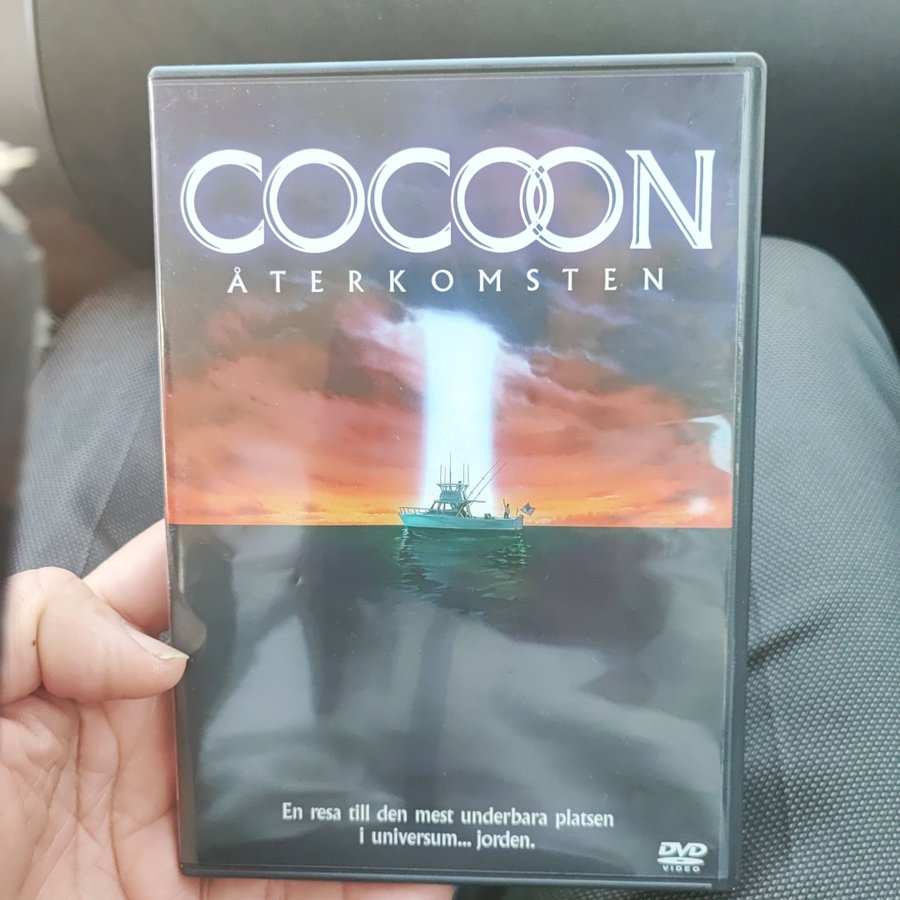 COCOON
ÅTERKOMSTEN
En resa till den mest underbara platsen
i universum... jorden.
DVD
VIDEO